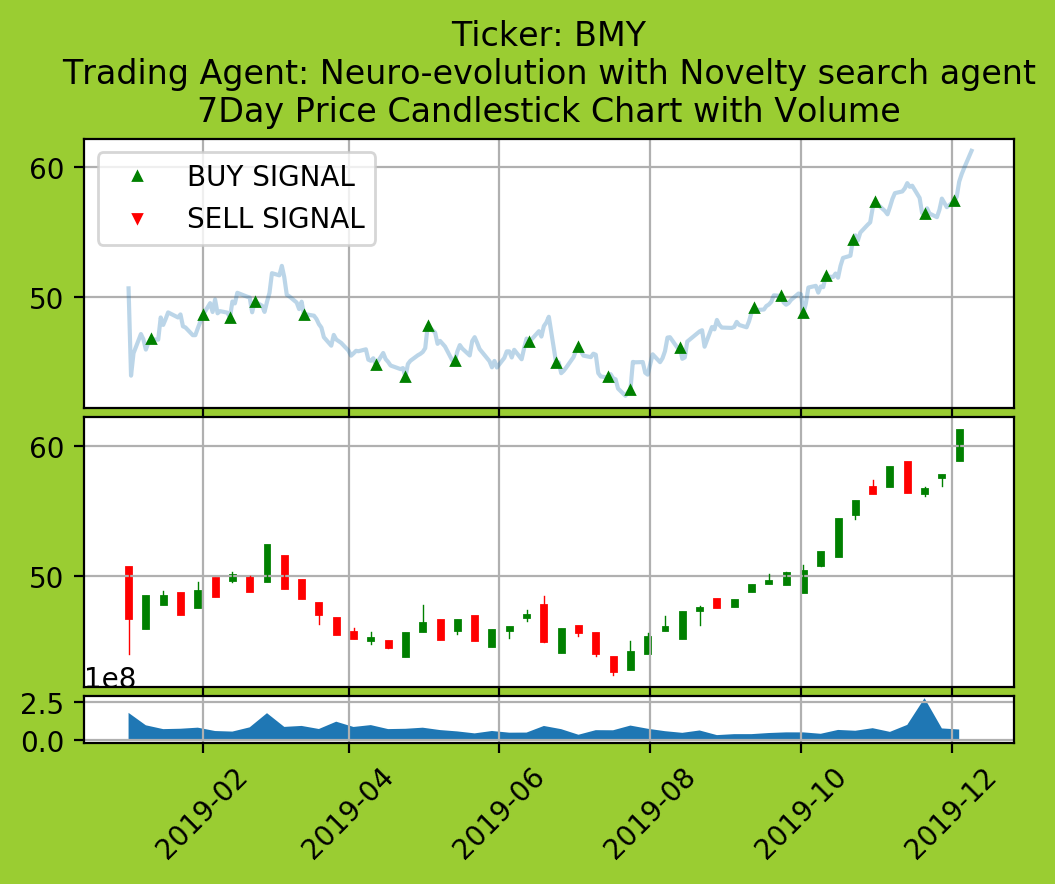 Ticker: BMY
Trading Agent: Neuro-evolution with Novelty search agent
7Day Price Candlestick Chart with Volume
60
50
BUY SIGNAL
SELL SIGNAL
60
50
1e8
2.5
0.0
2019-02
2019-04
2019-06
2019-08
2019-10
2019-12